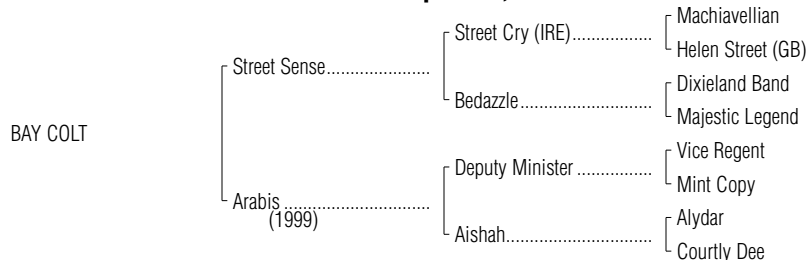 Machiavellian
Street Cry (IRE)..................
Helen Street (GB)
Street Sense......................
Dixieland Band
Bedazzle.............................
Majestic Legend
BAY COLT
Vice Regent
Deputy Minister .................
Mint Copy
Arabis ...............................
(1999)
Alydar
Aishah................................
Courtly Dee